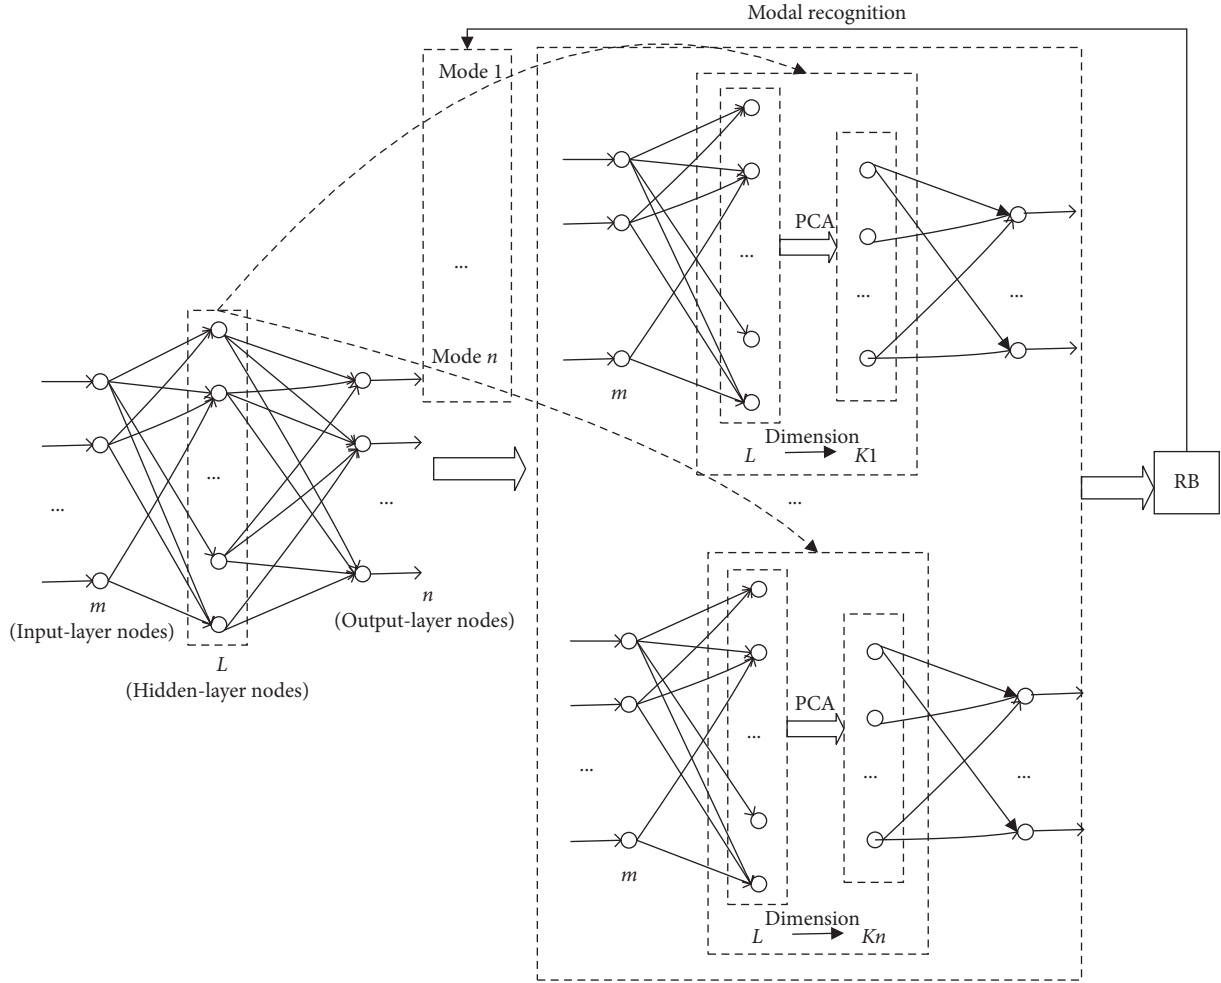 Modal recognition
Mode 1
...
Mode n
...
...
...
m
(Input-layer nodes)
L
(Hidden-layer nodes)
n
(Output-layer nodes)
m
...
PCA
...
...
Dimension
L K1
...
RB
...
m
...
PCA
...
...
Dimension
L Kn